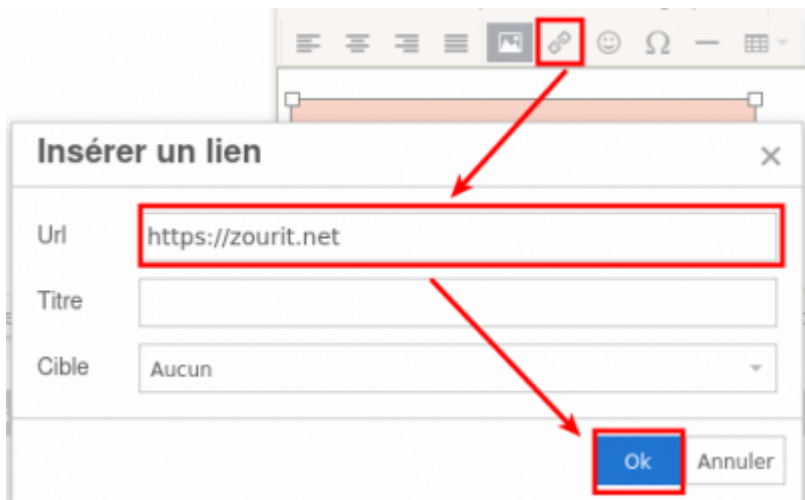 Insérer un lien
Url
https://zourit.net
Titre
Cible
Aucun
Ok
Annuler